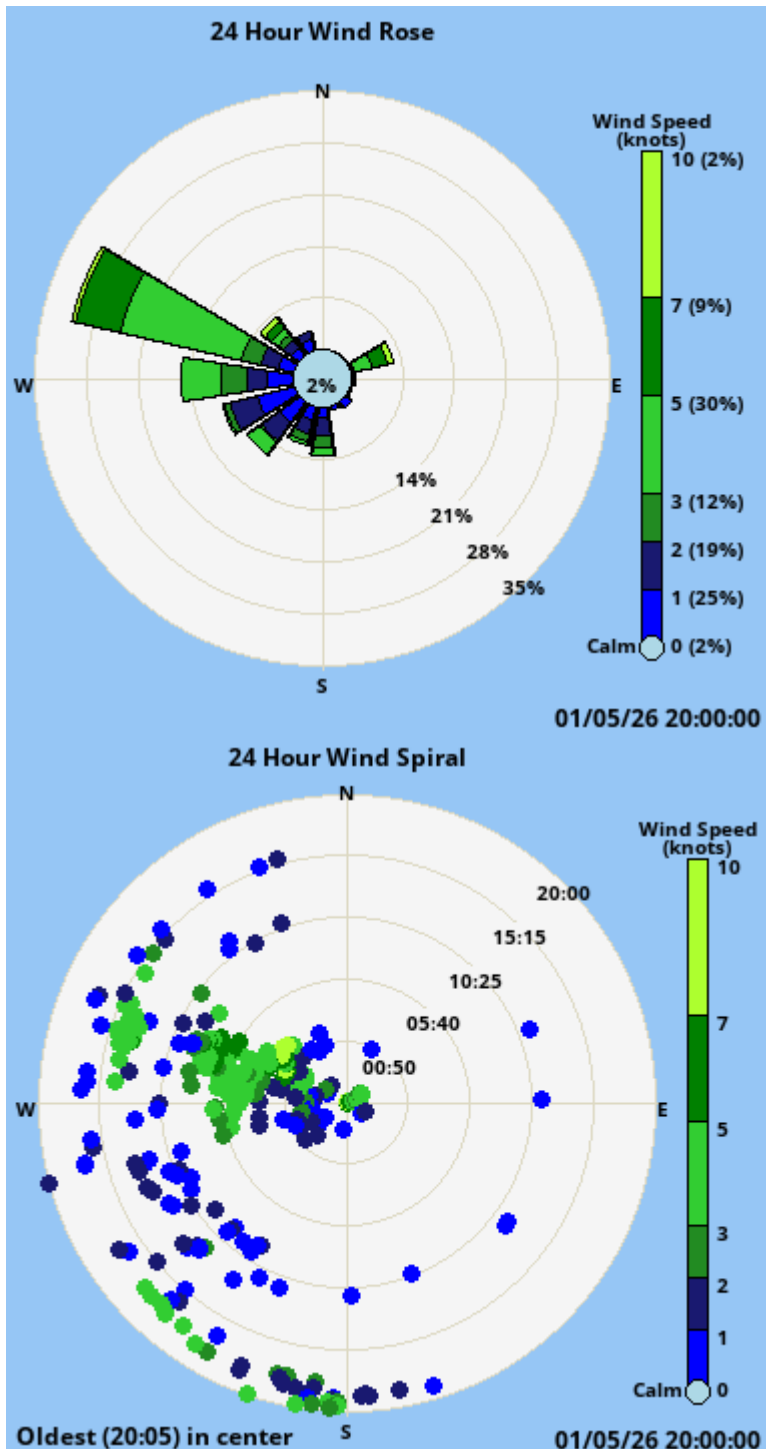 24 Hour Wind Rose
N
Wind Speed
(knots)
10 (2%)
7 (9%)
W
2%
E
5 (30%)
14%
3 (12%)
21%
2 (19%)
28%
1 (25%)
35%
Calm
0 (2%)
S
01/05/26 20:00:00
24 Hour Wind Spiral
N
Wind Speed
(knots)
10
20:00
15:15
10:25
7
05:40
00:50
W
E
5
3
2
1
Calm
0
S
Oldest (20:05) in center
01/05/26 20:00:00